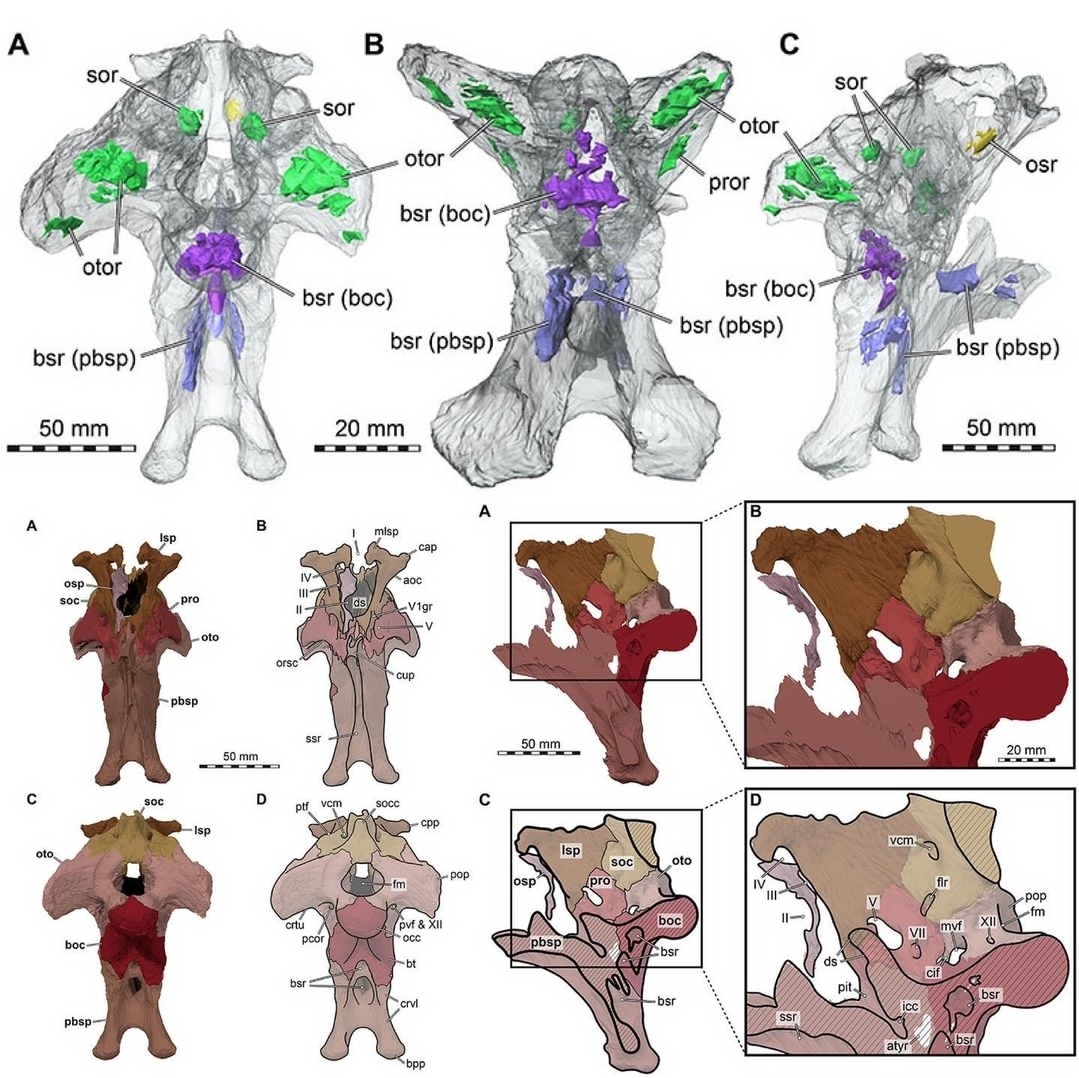 A
B
C
sor
sor
otor
otor
bsr (boc)
bsr (pbsp)
50 mm
otor
pror
bsr (boc)
bsr (pbsp)
bsr (pbsp)
20 mm
sor
osr
bsr (boc)
bsr (pbsp)
50 mm
A
lsp
osp
soc
pro
oto
pbsp
50 mm
B
I
mlsp
cap
IV
III
II
aoc
ds
V1gr
V
orsc
cup
ssr
C
soc
lsp
oto
boc
pbsp
D
ptf
vcm
socc
cpp
pop
fm
crtu
pcor
pvf & XII
occ
bt
bsr
crvl
bpp
A
50 mm
B
20 mm
C
lsp
soc
oto
osp
pro
boc
pbsp
bsr
bsr
D
vcm
IV
III
II
flr
V
VII
mvf
XII
pop
fm
ds
cif
pit
icc
bsr
ssr
atyr
bsr